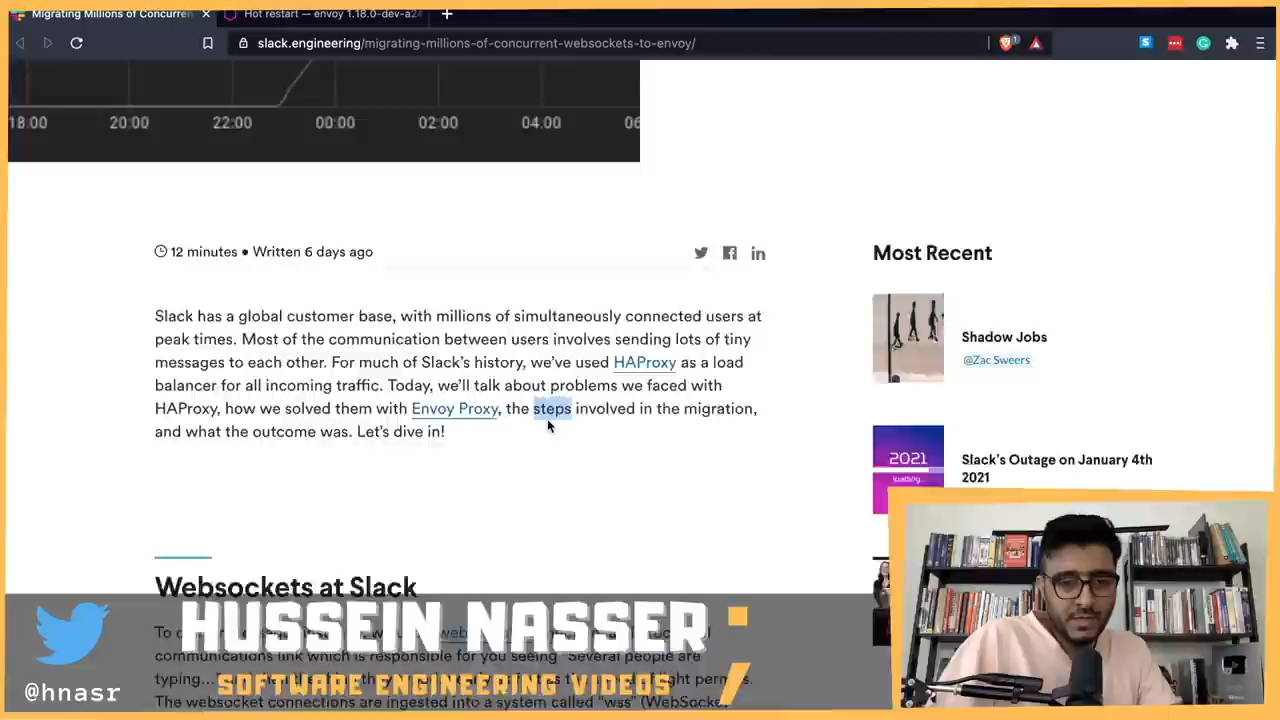 Migrating Millions of Concurren
Hot restart — envoy 1.18.0-dev-a24
slack.engineering/migrating-millions-of-concurrent-websockets-to-envoy/
18:00 20:00 22:00 00:00 02:00 04:00 06
12 minutes • Written 6 days ago
Slack has a global customer base, with millions of simultaneously connected users at
peak times. Most of the communication between users involves sending lots of tiny
messages to each other. For much of Slack's history, we've used HAProxy as a load
balancer for all incoming traffic. Today, we'll talk about problems we faced with
HAProxy, how we solved them with Envoy Proxy, the steps involved in the migration,
and what the outcome was. Let's dive in!
Most Recent
Shadow Jobs
@Zac Sweers
2021
loading...
Slack's Outage on January 4th
2021
Websockets at Slack
communications link which is responsible for you seeing "Several people are
typing..."
The websocket connections are ingested into a system called "wss" (WebSocket
HUSSEIN NASSER
SOFTWARE ENGINEERING VIDEOS
@hnasr